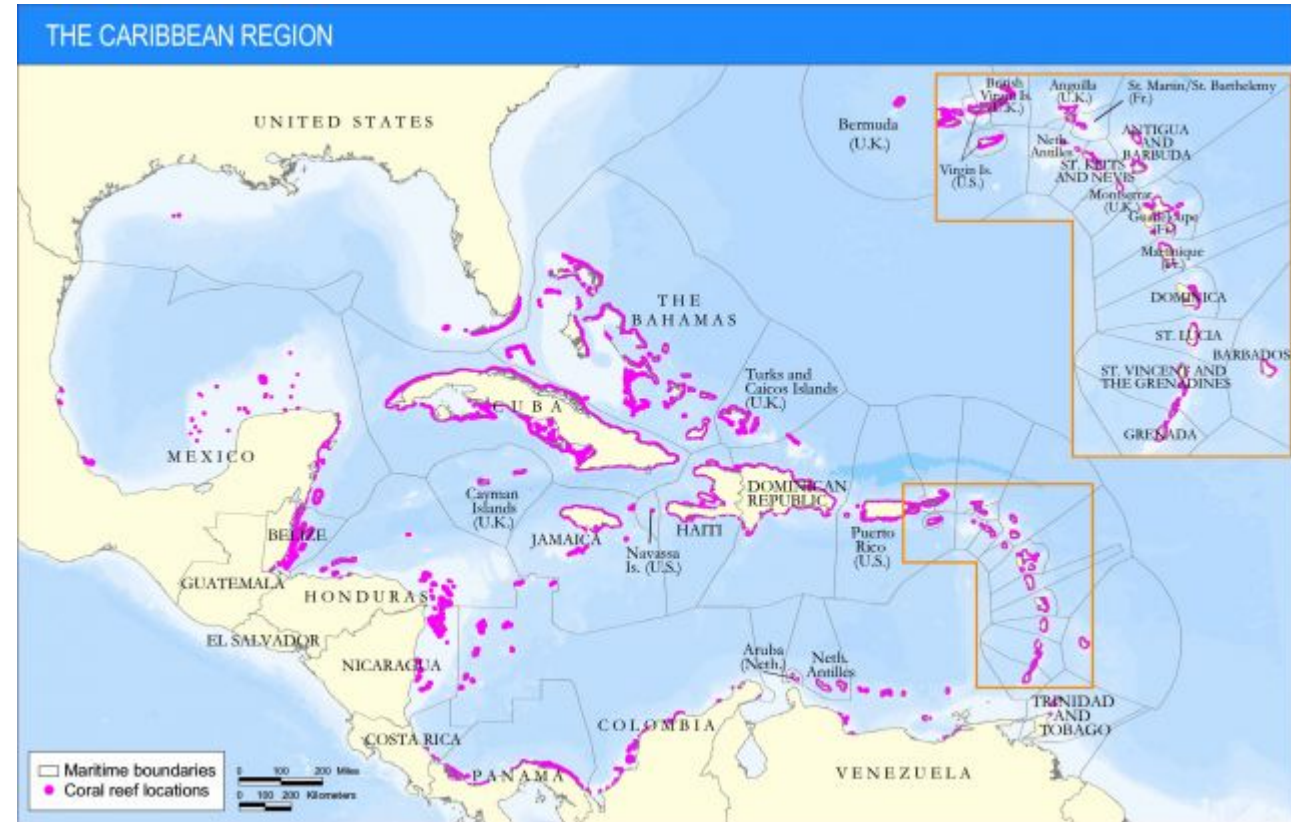 THE CARIBBEAN REGION
UNITED STATES
Bermuda
(U.K.)
British
Virgin Is.
(U.K.)
Anguilla
(U.K.)
St. Martin/St. Barthelemy
(Fr.)
Virgin Is.
(U.S.)
Neth.
Antilles
ANTIGUA
AND
BARBUDA
ST. KITTS
AND NEVIS
Montserrat
(U.K.)
Guadeloupe
(Fr.)
Martinique
(Fr.)
DOMINICA
ST. LUCIA
BARBADOS
ST. VINCENT AND
THE GRENADINES
GRENADA
THE
BAHAMAS
Turks and
Caicos Islands
(U.K.)
CUBA
MEXICO
Cayman
Islands
(U.K.)
JAMAICA
Navassa
Is. (U.S.)
HAITI
DOMINICAN
REPUBLIC
Puerto
Rico
(U.S.)
BELIZE
GUATEMALA
HONDURAS
EL SALVADOR
NICARAGUA
COSTA RICA
PANAMA
COLOMBIA
Aruba
(Neth.)
Neth.
Antilles
VENEZUELA
TRINIDAD
AND
TOBAGO
Maritime boundaries
Coral reef locations
0 100 200 Miles
0 100 200 Kilometers